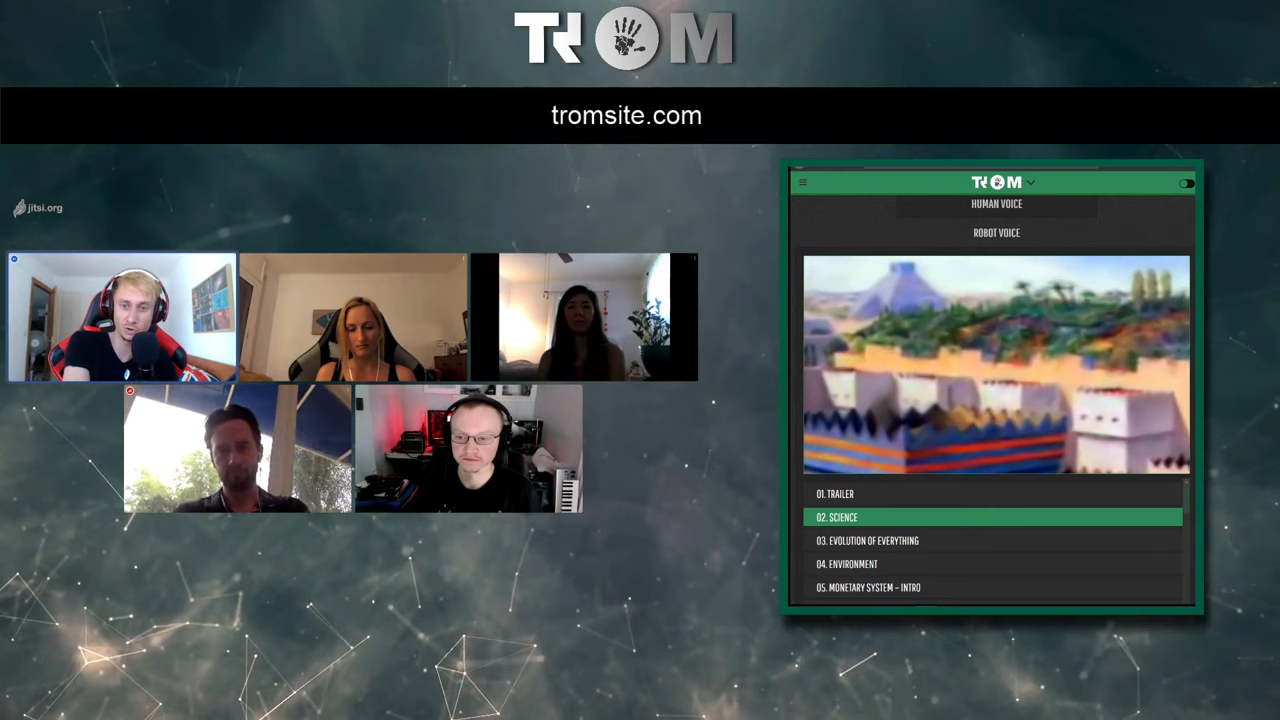 TROM
tromsite.com
jitsi.org
TROM
HUMAN VOICE
ROBOT VOICE
01. TRAILER
02. SCIENCE
03. EVOLUTION OF EVERYTHING
04. ENVIRONMENT
05. MONETARY SYSTEM – INTRO